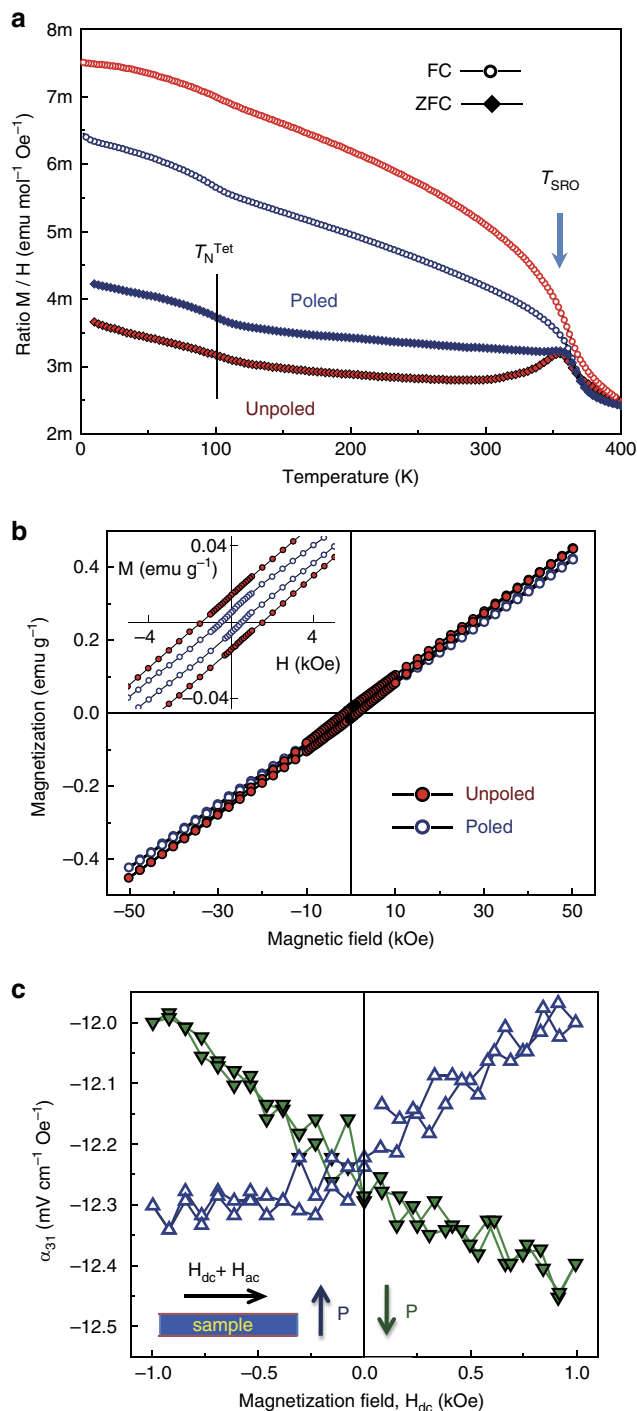 a
8m
7m
6m
5m
4m
3m
2m
Ratio M / H (emu mol⁻¹ Oe⁻¹)
FC
ZFC
T_SRO
T_N^Tet
Poled
Unpoled
0
100
200
300
400
Temperature (K)
b
0.4
0.2
0.0
−0.2
−0.4
Magnetization (emu g⁻¹)
0.04
M (emu g⁻¹)
−4
4
H (kOe)
−0.04
Unpoled
Poled
−50
−30
−10
10
30
50
Magnetic field (kOe)
c
−12.0
−12.1
−12.2
−12.3
−12.4
−12.5
α₃₁ (mV cm⁻¹ Oe⁻¹)
H_dc + H_ac
sample
P
P
−1.0
−0.5
0.0
0.5
1.0
Magnetization field, H_dc (kOe)